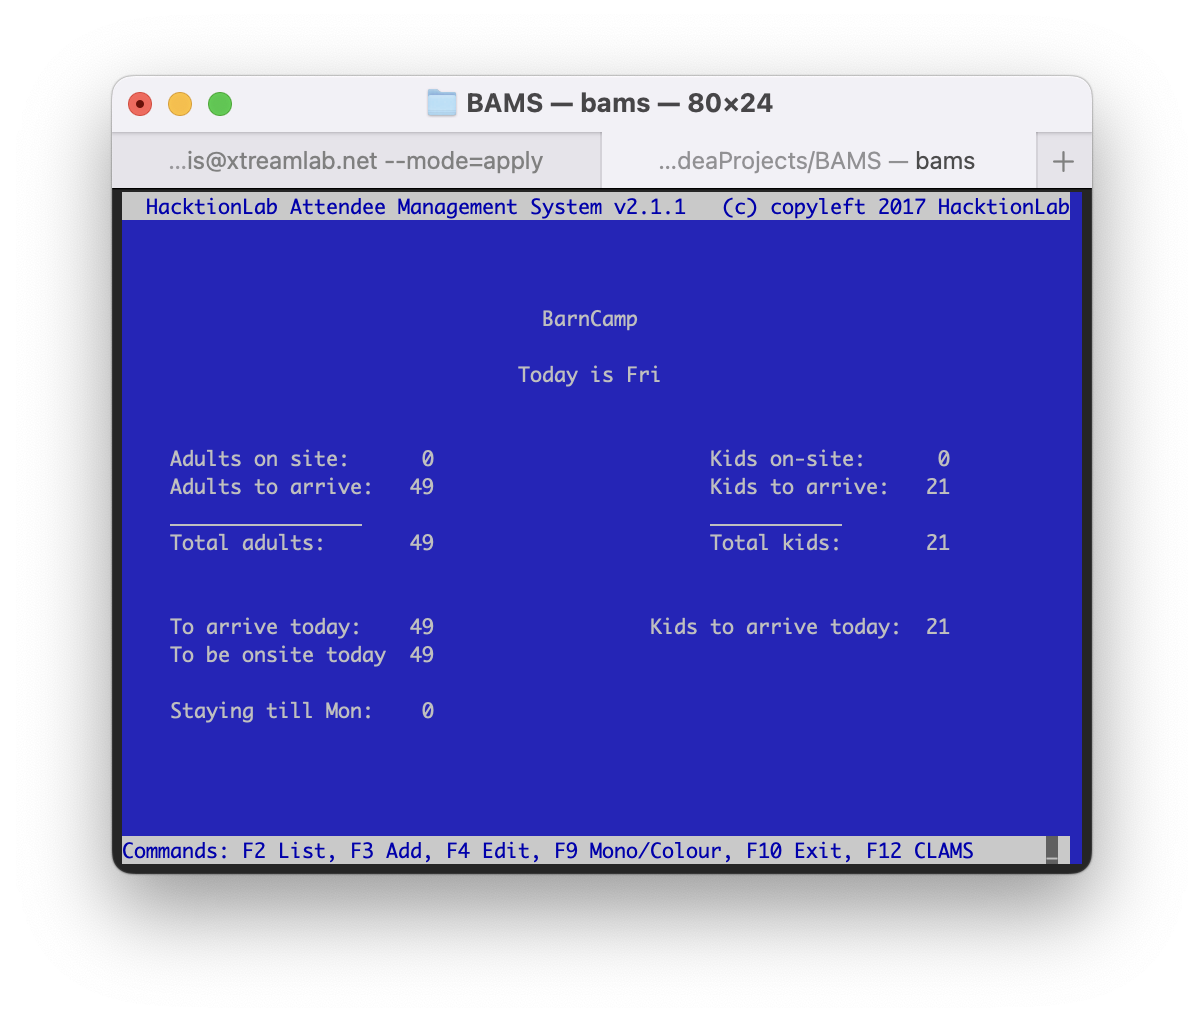 BAMS — bams — 80×24
...is@xtreamlab.net --mode=apply
...deaProjects/BAMS — bams
HacktionLab Attendee Management System v2.1.1 (c) copyleft 2017 HacktionLab
BarnCamp
Today is Fri
Adults on site: 0 Kids on-site: 0
Adults to arrive: 49 Kids to arrive: 21
Total adults: 49 Total kids: 21
To arrive today: 49 Kids to arrive today: 21
To be onsite today 49
Staying till Mon: 0
Commands: F2 List, F3 Add, F4 Edit, F9 Mono/Colour, F10 Exit, F12 CLAMS